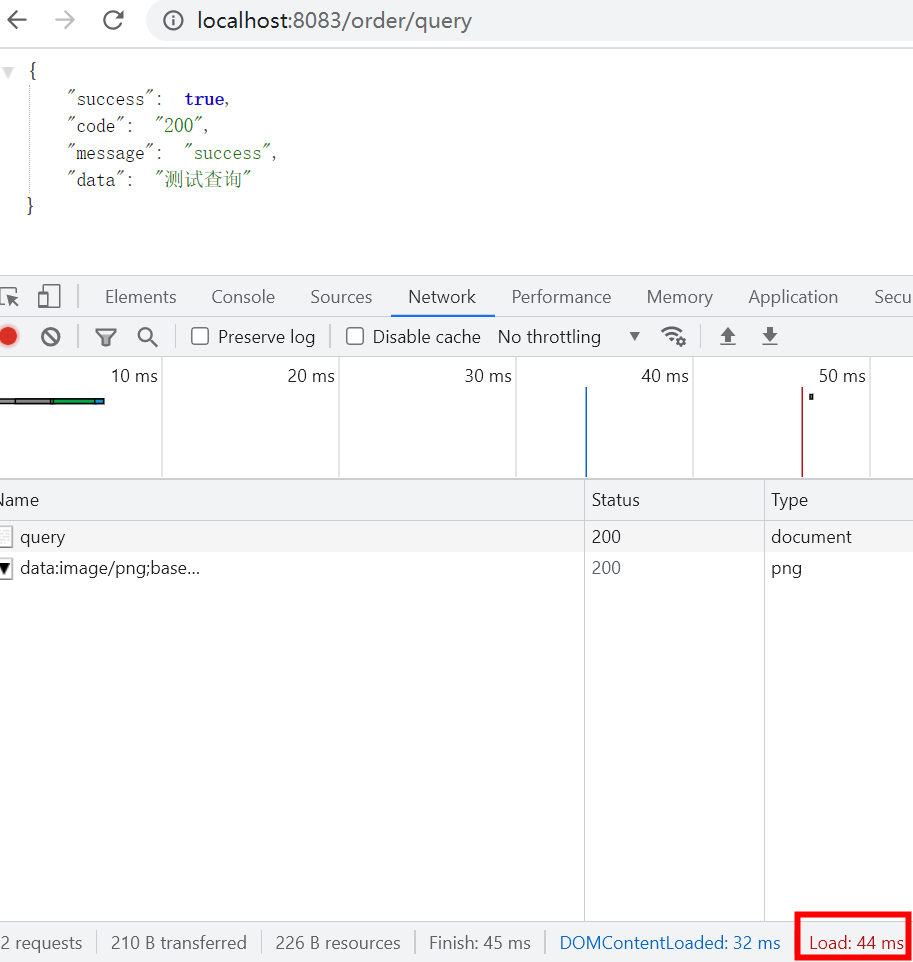 localhost:8083/order/query
{
"success": true,
"code": "200",
"message": "success",
"data": "测试查询"
}
Elements Console Sources Network Performance Memory Application Secu
Preserve log Disable cache No throttling
10 ms 20 ms 30 ms 40 ms 50 ms
Name Status Type
query 200 document
data:image/png;base... 200 png
2 requests 210 B transferred 226 B resources Finish: 45 ms DOMContentLoaded: 32 ms Load: 44 ms